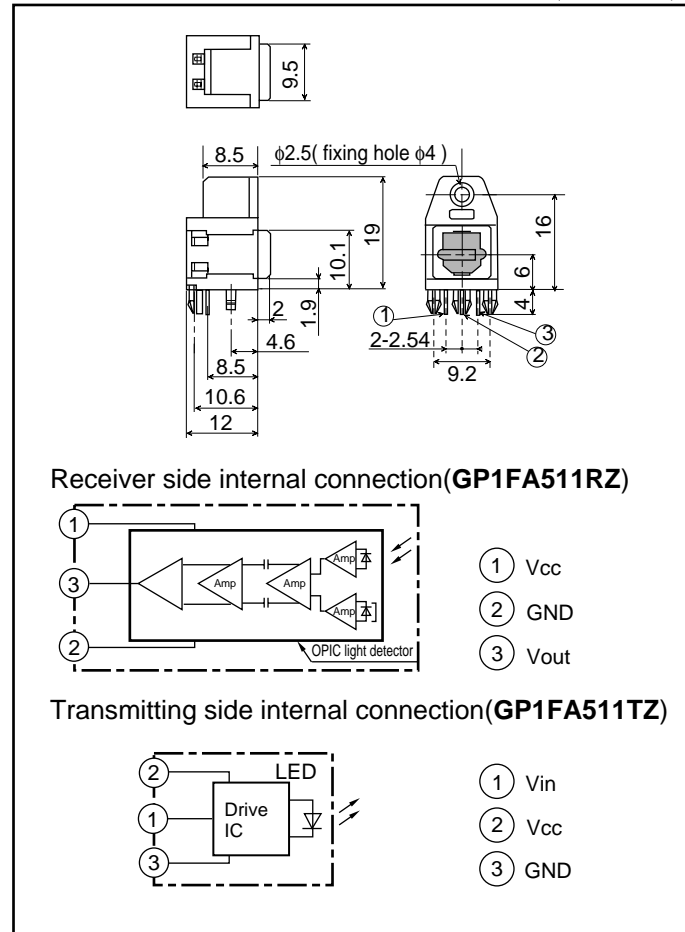 9.5
8.5
φ2.5( fixing hole φ4 )
19
10.1
16
6
4
2
1.9
4.6
8.5
10.6
12
1
2-2.54
9.2
3
2
Receiver side internal connection(GP1FA511RZ)
1
3
2
Amp
Amp
Amp
Amp
OPIC light detector
1 Vcc
2 GND
3 Vout
Transmitting side internal connection(GP1FA511TZ)
2
1
3
LED
Drive
IC
1 Vin
2 Vcc
3 GND